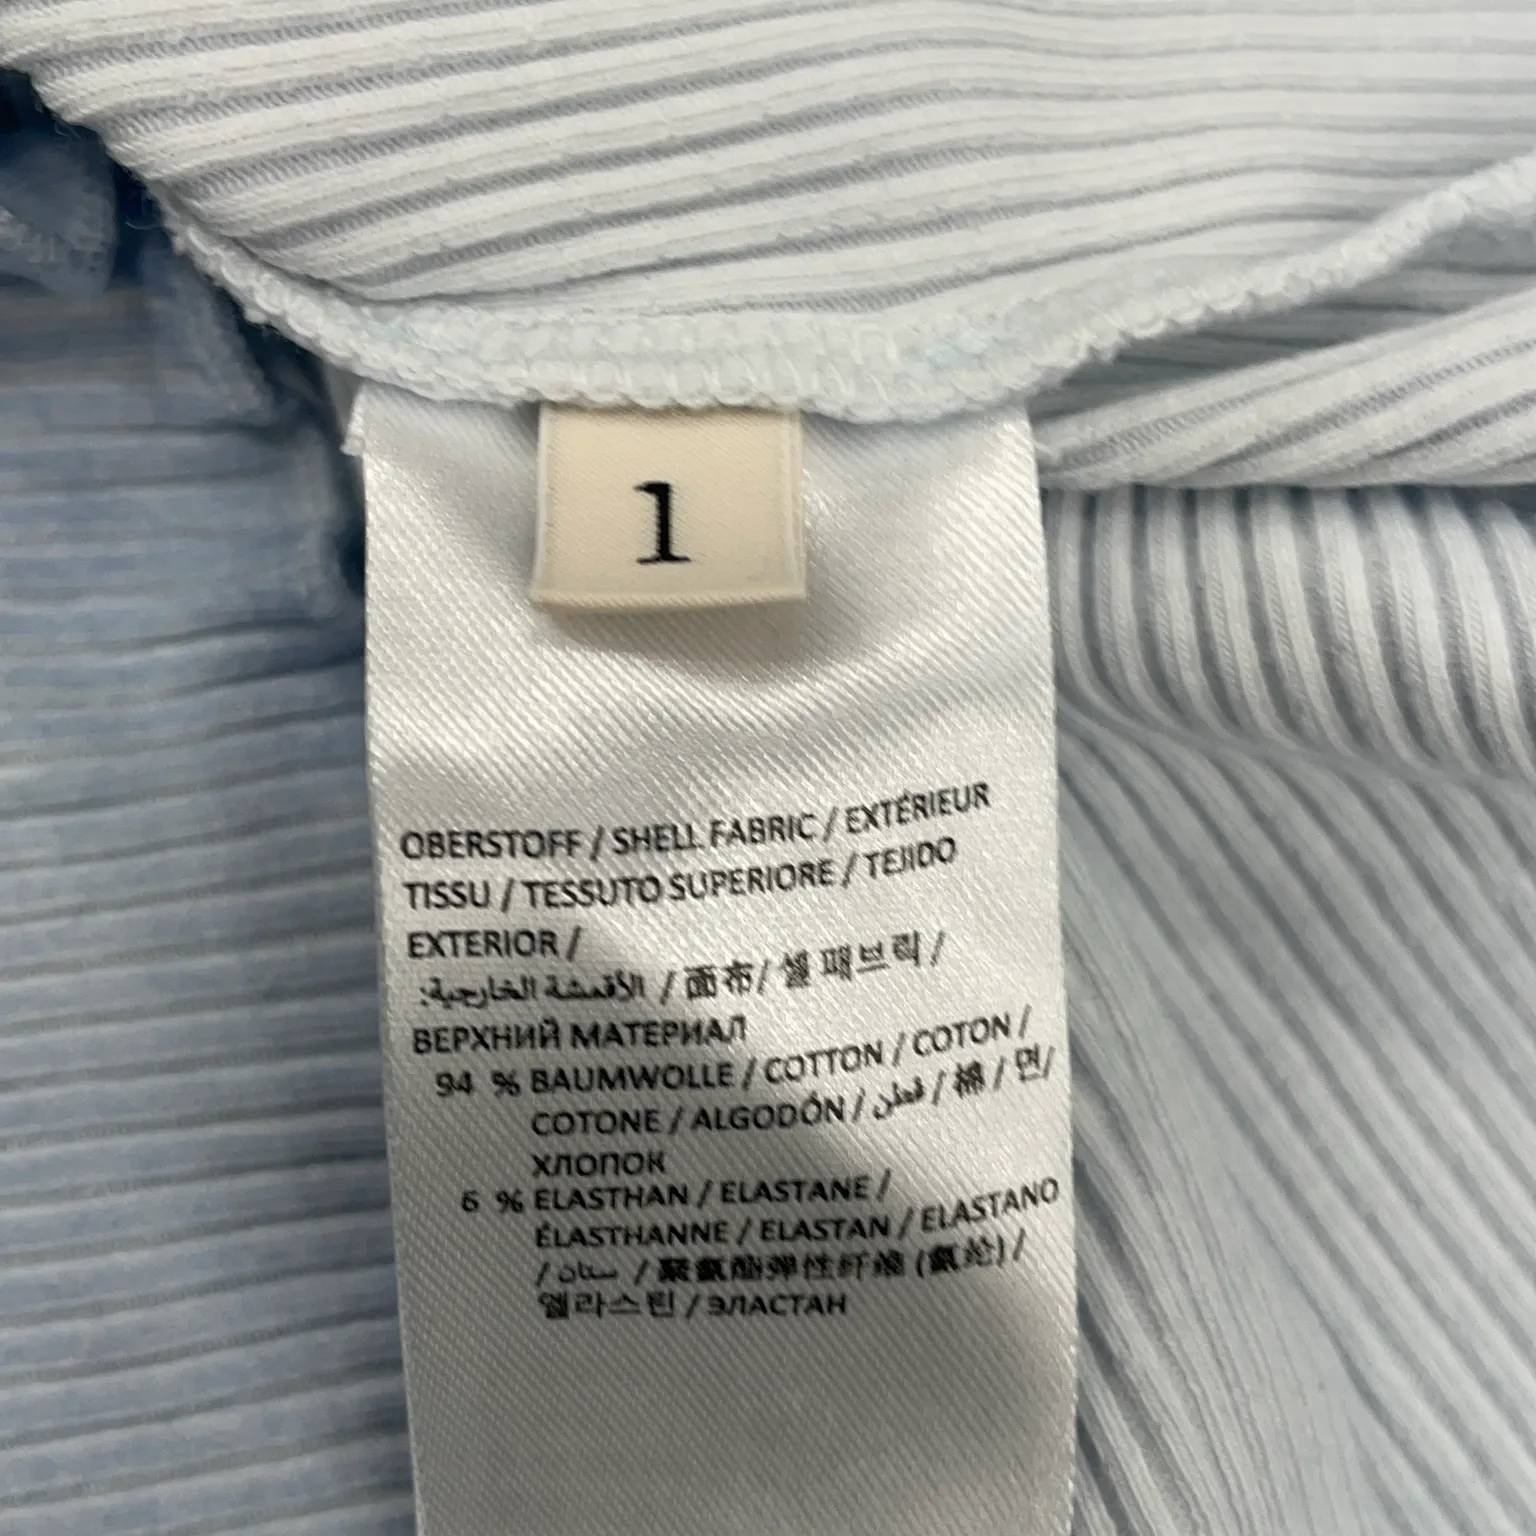 1
OBERSTOFF / SHELL FABRIC / EXTÉRIEUR
TISSU / TESSUTO SUPERIORE / TEJIDO
EXTERIOR /
الأقمشة الخارجية: / 面布/ 셸 패브릭 /
ВЕРХНИЙ МАТЕРИАЛ
94 % BAUMWOLLE / COTTON / COTON /
COTONE / ALGODÓN / قطن / 棉 / 면/
ХЛОПОК
6 % ELASTHAN / ELASTANE /
ÉLASTHANNE / ELASTAN / ELASTANO
/ ستان / 聚氨酯弹性纤维 (氨纶) /
엘라스틴 / ЭЛАСТАН